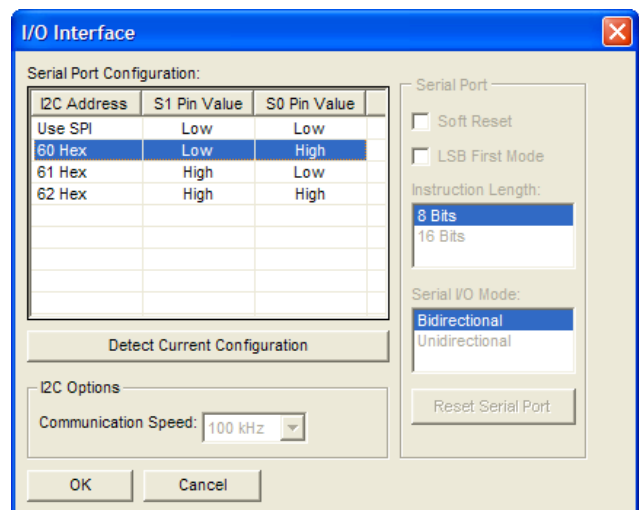 I/O Interface
Serial Port Configuration:
I2C Address S1 Pin Value S0 Pin Value
Use SPI Low Low
60 Hex Low High
61 Hex High Low
62 Hex High High
Detect Current Configuration
I2C Options
Communication Speed: 100 kHz
OK Cancel
Serial Port
Soft Reset
LSB First Mode
Instruction Length:
8 Bits
16 Bits
Serial I/O Mode:
Bidirectional
Unidirectional
Reset Serial Port